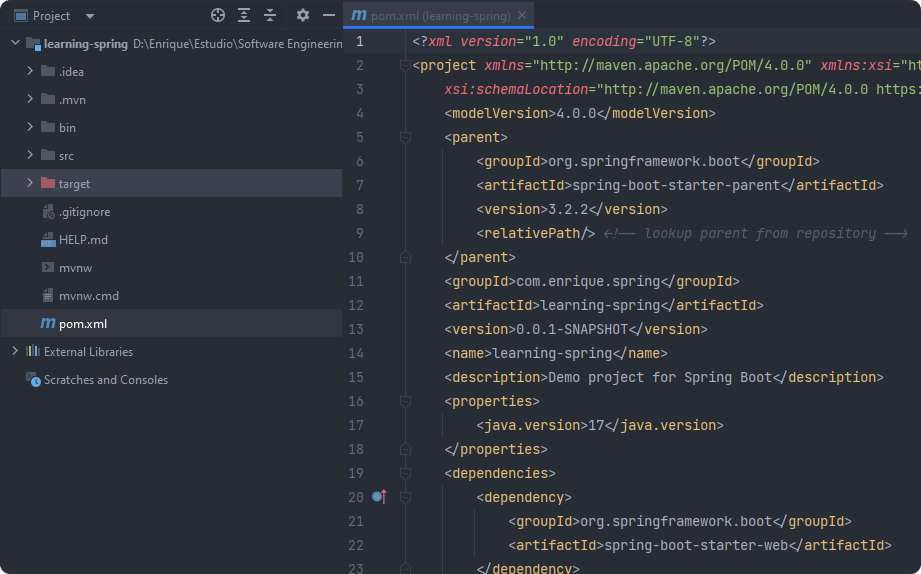 Project
learning-spring D:\Enrique\Estudio\Software Engineerin
.idea
.mvn
bin
src
target
.gitignore
HELP.md
mvnw
mvnw.cmd
pom.xml
External Libraries
Scratches and Consoles
pom.xml (learning-spring)
1 <?xml version="1.0" encoding="UTF-8"?>
2 <project xmlns="http://maven.apache.org/POM/4.0.0" xmlns:xsi="ht
3 xsi:schemaLocation="http://maven.apache.org/POM/4.0.0 https:
4 <modelVersion>4.0.0</modelVersion>
5 <parent>
6 <groupId>org.springframework.boot</groupId>
7 <artifactId>spring-boot-starter-parent</artifactId>
8 <version>3.2.2</version>
9 <relativePath/> <!-- lookup parent from repository -->
10 </parent>
11 <groupId>com.enrique.spring</groupId>
12 <artifactId>learning-spring</artifactId>
13 <version>0.0.1-SNAPSHOT</version>
14 <name>learning-spring</name>
15 <description>Demo project for Spring Boot</description>
16 <properties>
17 <java.version>17</java.version>
18 </properties>
19 <dependencies>
20 <dependency>
21 <groupId>org.springframework.boot</groupId>
22 <artifactId>spring-boot-starter-web</artifactId>
23 </dependency>